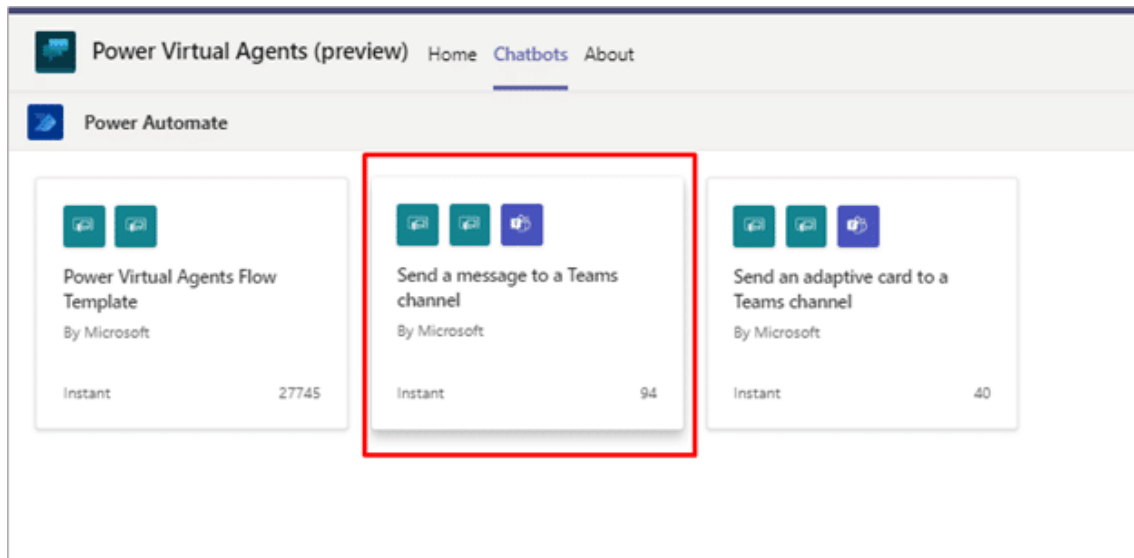 Power Virtual Agents (preview) Home Chatbots About
Power Automate
Power Virtual Agents Flow
Template
By Microsoft
Instant 27745
Send a message to a Teams
channel
By Microsoft
Instant 94
Send an adaptive card to a
Teams channel
By Microsoft
Instant 40